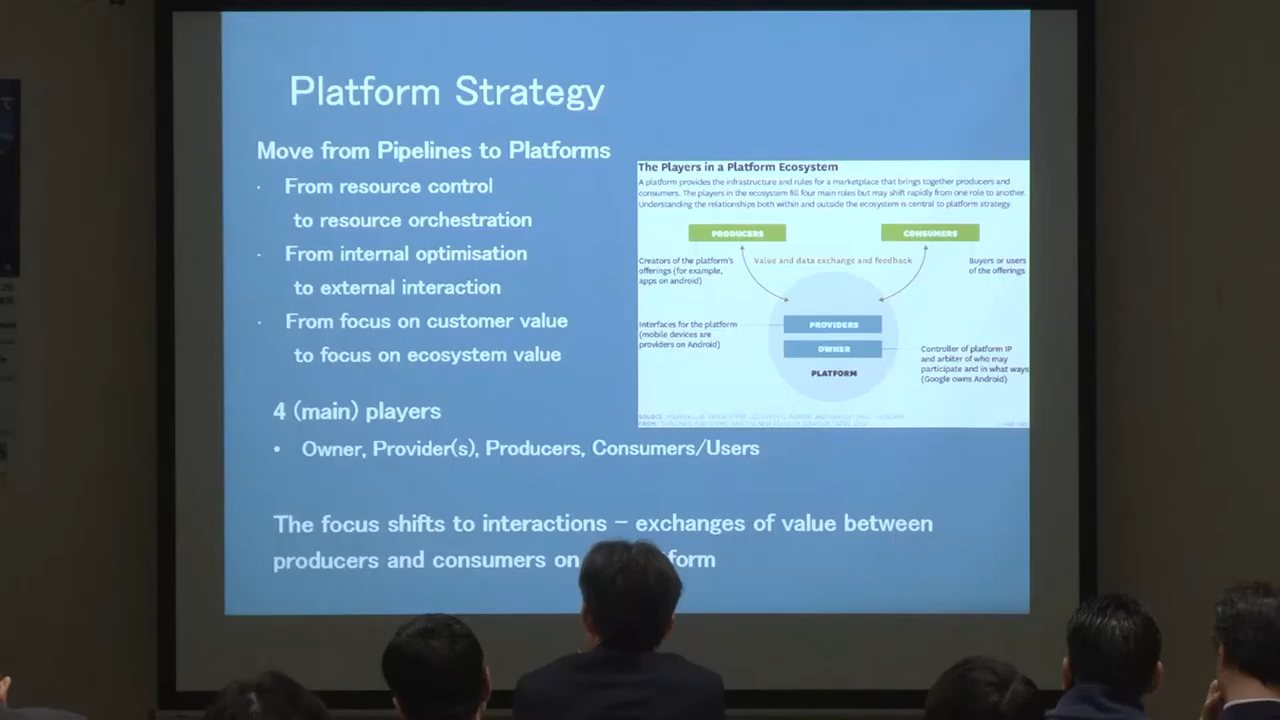 Platform Strategy
Move from Pipelines to Platforms
· From resource control
to resource orchestration
· From internal optimisation
to external interaction
· From focus on customer value
to focus on ecosystem value
4 (main) players
• Owner, Provider(s), Producers, Consumers/Users
The focus shifts to interactions – exchanges of value between
producers and consumers on form
The Players in a Platform Ecosystem
A platform provides the infrastructure and rules for a marketplace that brings together producers and
consumers. The players in the ecosystem fill four main roles but may shift rapidly from one role to another.
Understanding the relationships both within and outside the ecosystem is central to platform strategy.
PRODUCERS
CONSUMERS
Creators of the platform's
offerings (for example,
apps on android)
Value and data exchange and feedback
Buyers or users
of the offerings
Interfaces for the platform
(mobile devices are
providers on Android)
PROVIDERS
OWNER
PLATFORM
Controller of platform IP
and arbiter of who may
participate and in what ways
(Google owns Android)
SOURCE
FROM